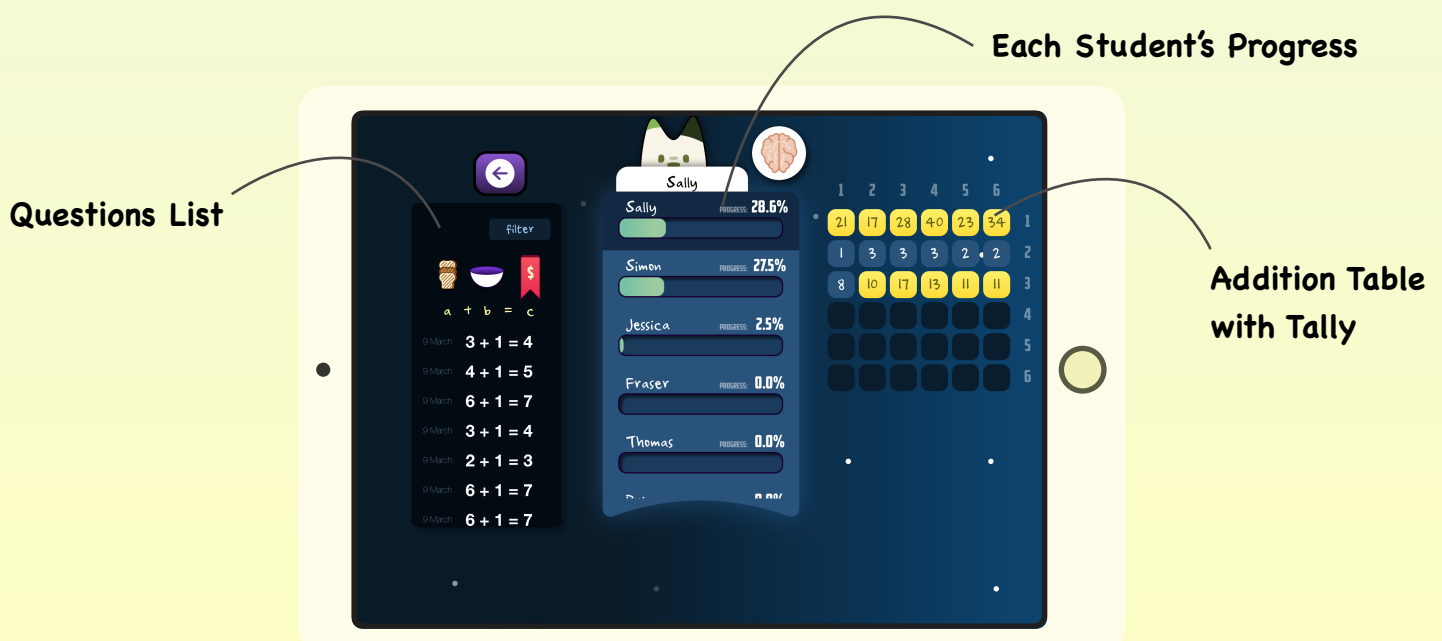 Each Student's Progress
Questions List
Addition Table
with Tally
filter
$
a + b = c
9 March 3 + 1 = 4
9 March 4 + 1 = 5
9 March 6 + 1 = 7
9 March 3 + 1 = 4
9 March 2 + 1 = 3
9 March 6 + 1 = 7
9 March 6 + 1 = 7
Sally
Sally PROGRESS: 28.6%
Simon PROGRESS: 27.5%
Jessica PROGRESS: 2.5%
Fraser PROGRESS: 0.0%
Thomas PROGRESS: 0.0%
1 2 3 4 5 6
21 17 28 40 23 34 1
1 3 3 3 2 2 2
8 10 17 13 11 11 3
4
5
6